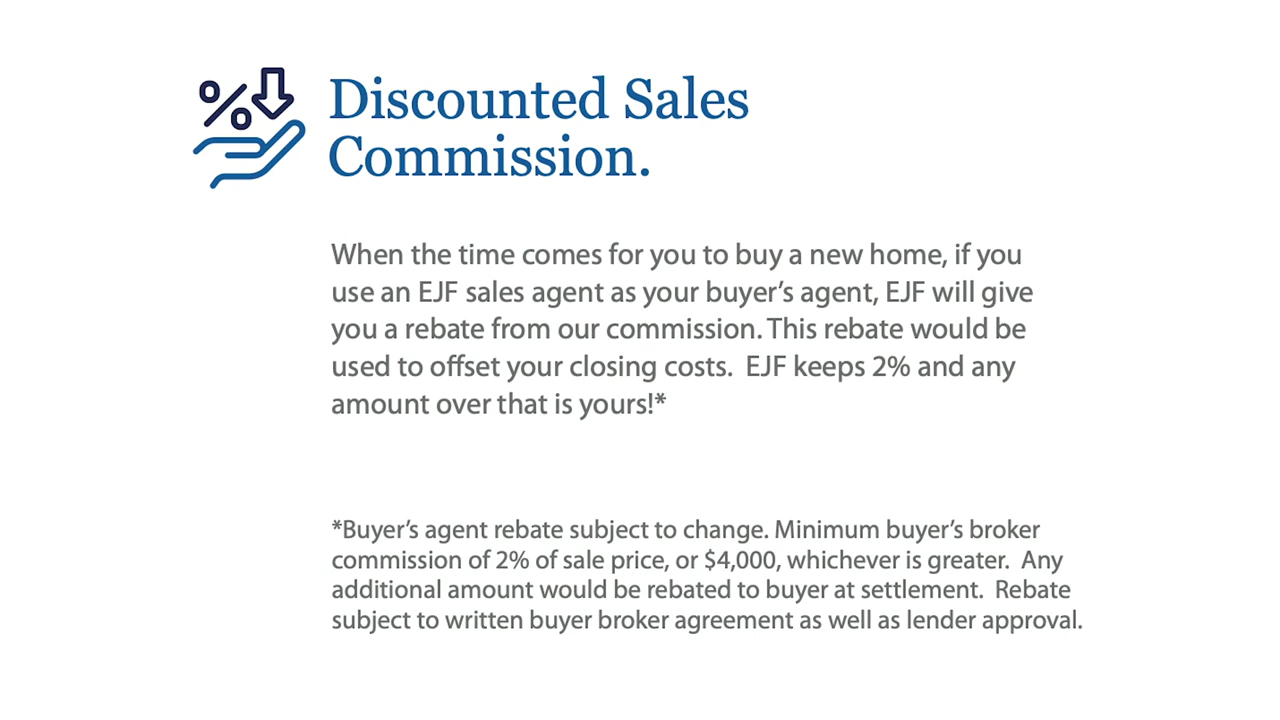 Discounted Sales
Commission.
When the time comes for you to buy a new home, if you
use an EJF sales agent as your buyer’s agent, EJF will give
you a rebate from our commission. This rebate would be
used to offset your closing costs.  EJF keeps 2% and any
amount over that is yours!*
*Buyer’s agent rebate subject to change. Minimum buyer’s broker
commission of 2% of sale price, or $4,000, whichever is greater.  Any
additional amount would be rebated to buyer at settlement.  Rebate
subject to written buyer broker agreement as well as lender approval.